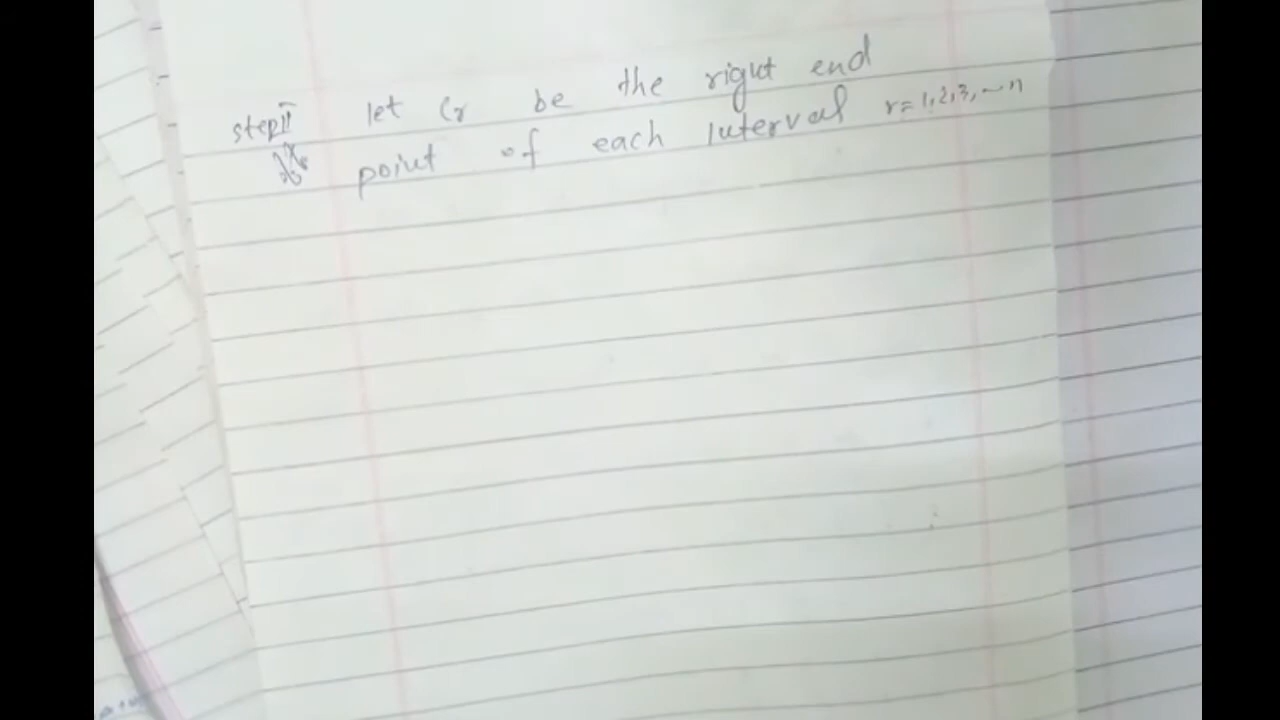 step II let Cr be the right end
point of each interval r=1,2,3,---n